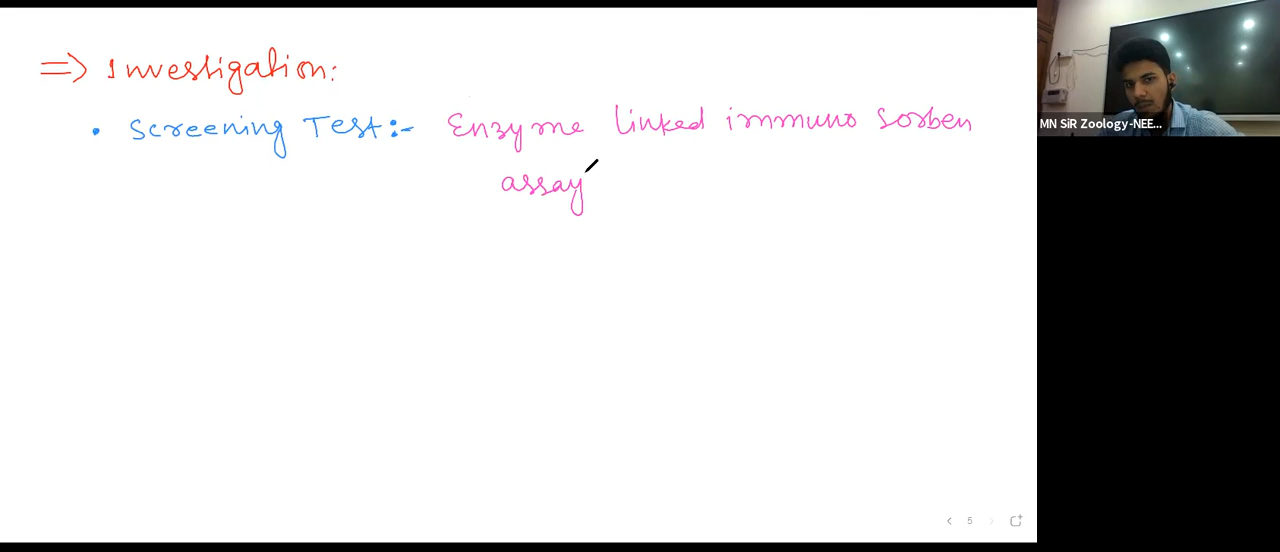 ⇒ Investigation:
• Screening Test:- Enzyme linked immuno Sorben
assay
MN SiR Zoology-NEE...
5